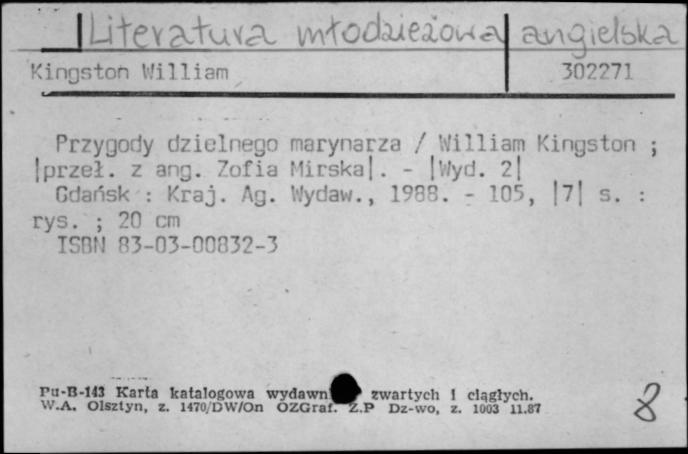 |Literatura młodzieżowa| angielska
Kingston William 302271
Przygody dzielnego marynarza / William Kingston ;
|przeł. z ang. Zofia Mirska|. - |Wyd. 2|
Gdańsk : Kraj. Ag. Wydaw., 1988. - 105, |7| s. :
rys. ; 20 cm
ISBN 83-03-00832-3
Pu-B-143 Karta katalogowa wydawn zwartych i ciągłych.
W.A. Olsztyn, z. 1470/DW/On OZGraf. Z.P Dz-wo, z. 1003 11.87
8